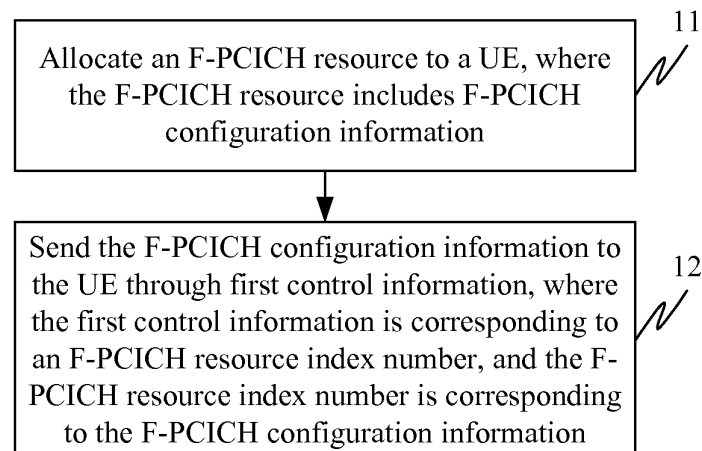 11
Allocate an F-PCICH resource to a UE, where
the F-PCICH resource includes F-PCICH
configuration information
12
Send the F-PCICH configuration information to
the UE through first control information, where
the first control information is corresponding to
an F-PCICH resource index number, and the F-
PCICH resource index number is corresponding
to the F-PCICH configuration information